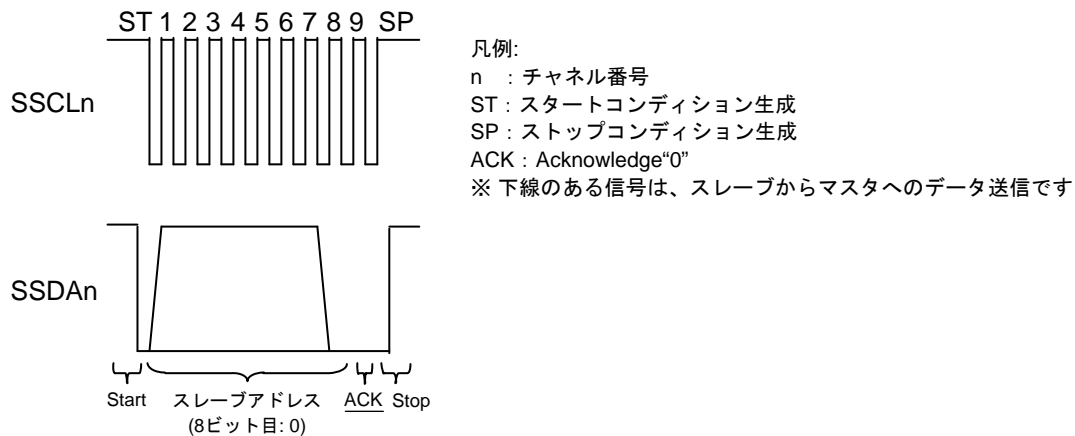 ST 1 2 3 4 5 6 7 8 9 SP
SSCLn
凡例:
n ：チャネル番号
ST：スタートコンディション生成
SP：ストップコンディション生成
ACK：Acknowledge“0”
※ 下線のある信号は、スレーブからマスタへのデータ送信です
SSDAn
Start スレーブアドレス ACK Stop
(8ビット目: 0)